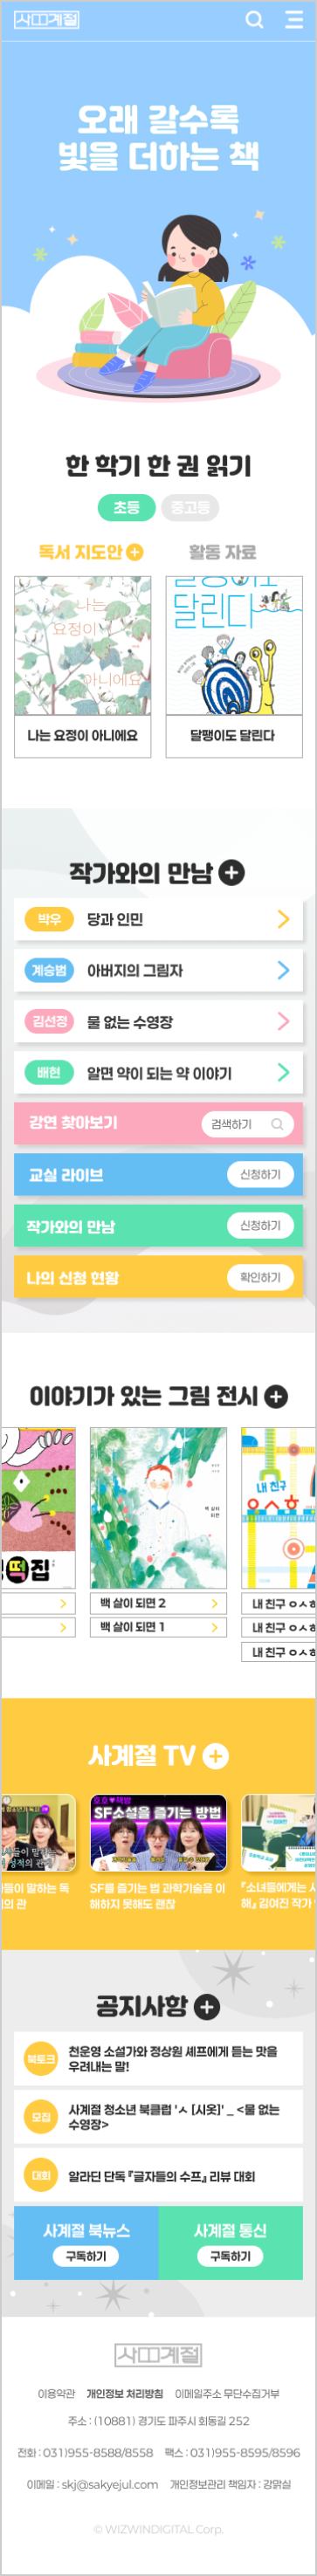 사계절
오래 갈수록
빛을 더하는 책
한 학기 한 권 읽기
초등 중고등
독서 지도안 활동 자료
나는
요정이
아니에요
달팽이도
달린다
나는 요정이 아니에요 달팽이도 달린다
작가와의 만남
박우 당과 인민
계승범 아버지의 그림자
김선정 물 없는 수영장
배현 알면 약이 되는 약 이야기
강연 찾아보기 검색하기
교실 라이브 신청하기
작가와의 만남 신청하기
나의 신청 현황 확인하기
이야기가 있는 그림 전시
떡집
백 살이
되면
내 친구
ㅇㅅㅎ
백 살이 되면 2
백 살이 되면 1
내 친구 ㅇㅅㅎ
내 친구 ㅇㅅㅎ
내 친구 ㅇㅅㅎ
사계절 TV
SF소설을 즐기는 방법
들이 말하는 독
의 관
SF를 즐기는 법 과학기술을 이
해하지 못해도 괜찮
『소녀들에게는 사
해』 김여진 작가
공지사항
북토크 천운영 소설가와 정상원 셰프에게 듣는 맛을
우려내는 말!
모집 사계절 청소년 북클럽 'ㅅ [시옷]' _ <물 없는
수영장>
대회 알라딘 단독 『글자들의 수프』 리뷰 대회
사계절 북뉴스 사계절 통신
구독하기 구독하기
사계절
이용약관 개인정보 처리방침 이메일주소 무단수집거부
주소 : (10881) 경기도 파주시 회동길 252
전화 : 031)955-8588/8558 팩스 : 031)955-8595/8596
이메일 : skj@sakyejul.com 개인정보관리 책임자 : 강맑실
© WIZWINDIGITAL Corp.